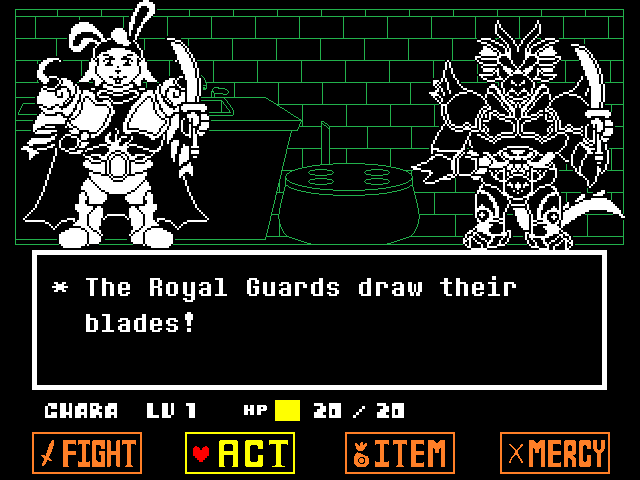 * The Royal Guards draw their
blades!
CHARA LV 1 HP 20 / 20
FIGHT ACT ITEM MERCY